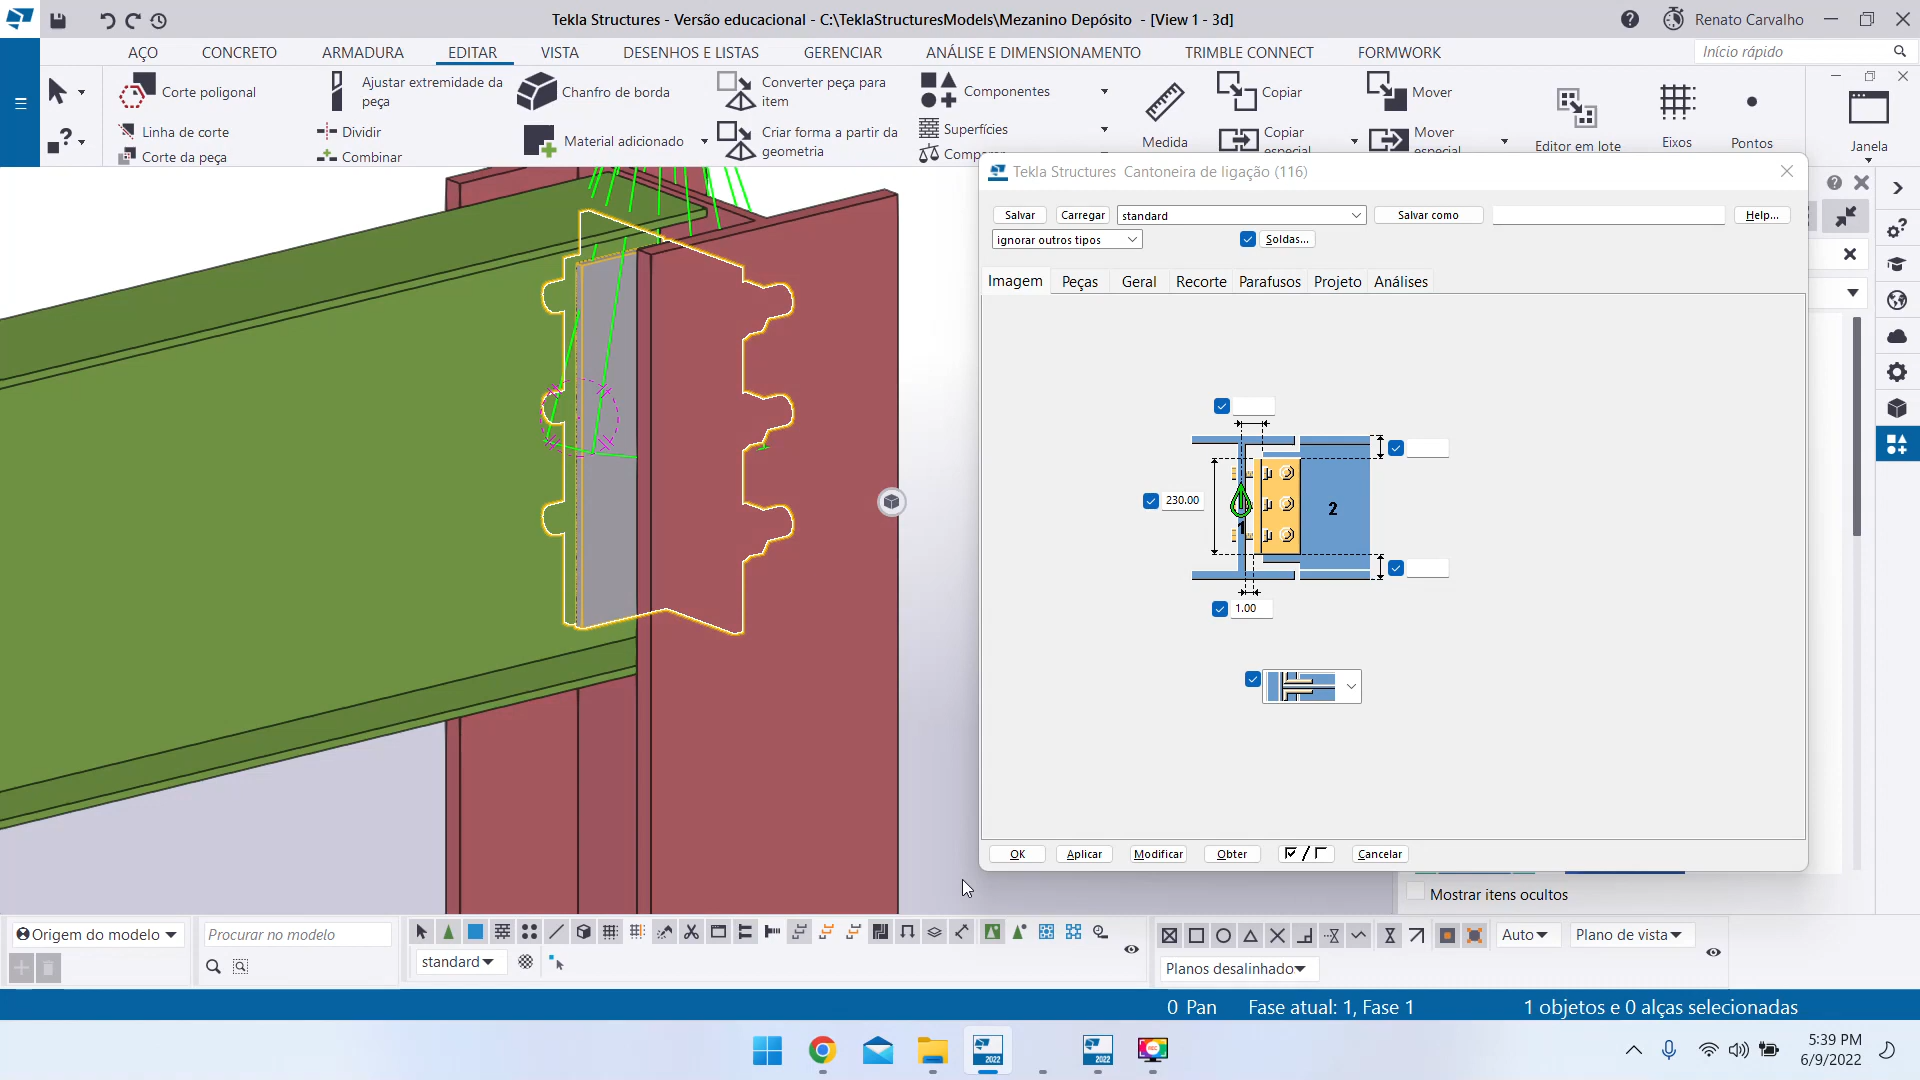 Tekla Structures - Versão educacional - C:\TeklaStructuresModels\Mezanino Depósito - [View 1 - 3d]
Renato Carvalho
AÇO
CONCRETO
ARMADURA
EDITAR
VISTA
DESENHOS E LISTAS
GERENCIAR
ANÁLISE E DIMENSIONAMENTO
TRIMBLE CONNECT
FORMWORK
Início rápido
Corte poligonal
Linha de corte
Corte da peça
Ajustar extremidade da
peça
Dividir
Combinar
Chanfro de borda
Material adicionado
Converter peça para
item
Criar forma a partir da
geometria
Componentes
Superfícies
Medida
Copiar
Copiar
especial
Mover
Mover
especial
Editor em lote
Eixos
Pontos
Janela
Tekla Structures Cantoneira de ligação (116)
Salvar
Carregar
standard
Salvar como
Help...
ignorar outros tipos
Soldas...
Imagem
Peças
Geral
Recorte
Parafusos
Projeto
Análises
230.00
1
2
1.00
OK
Aplicar
Modificar
Obter
/
Cancelar
Mostrar itens ocultos
Origem do modelo
Procurar no modelo
standard
Auto
Plano de vista
Planos desalinhado
0 Pan
Fase atual: 1, Fase 1
1 objetos e 0 alças selecionadas
2022
2022
5:39 PM
6/9/2022